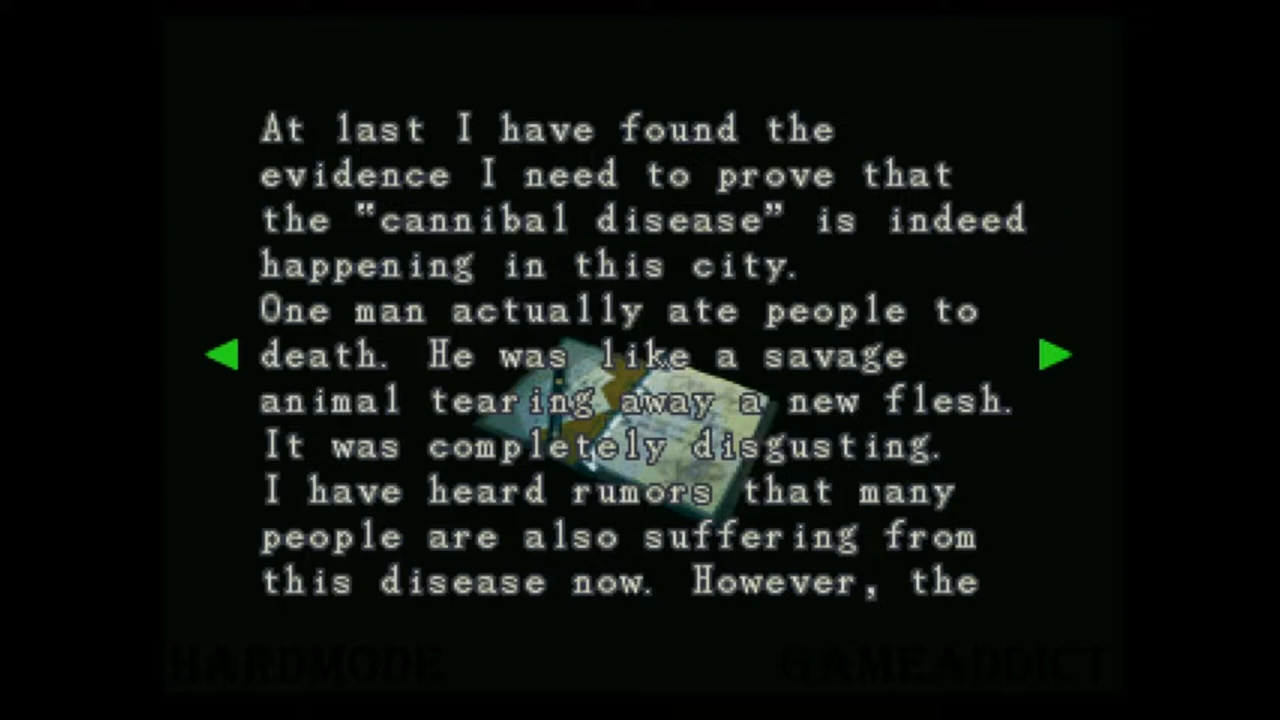 At last I have found the
evidence I need to prove that
the "cannibal disease" is indeed
happening in this city.
One man actually ate people to
death. He was like a savage
animal tearing away a new flesh.
It was completely disgusting.
I have heard rumors that many
people are also suffering from
this disease now. However, the
HARDMODE GAMEADDICT